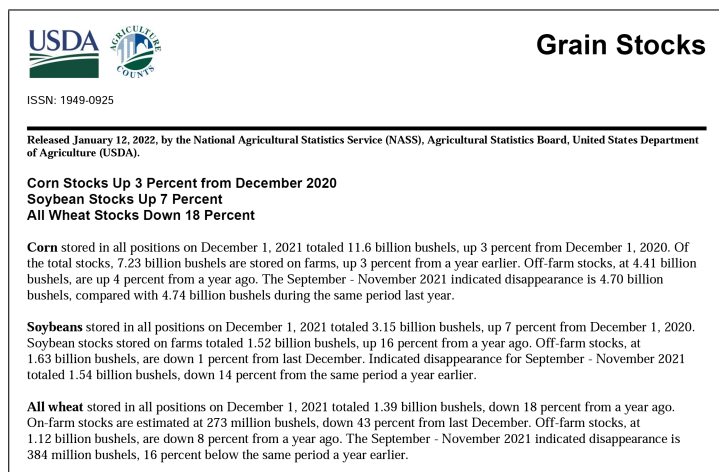 USDA
AGRICULTURE
COUNTS
Grain Stocks
ISSN: 1949-0925
Released January 12, 2022, by the National Agricultural Statistics Service (NASS), Agricultural Statistics Board, United States Department
of Agriculture (USDA).
Corn Stocks Up 3 Percent from December 2020
Soybean Stocks Up 7 Percent
All Wheat Stocks Down 18 Percent
Corn stored in all positions on December 1, 2021 totaled 11.6 billion bushels, up 3 percent from December 1, 2020. Of
the total stocks, 7.23 billion bushels are stored on farms, up 3 percent from a year earlier. Off-farm stocks, at 4.41 billion
bushels, are up 4 percent from a year ago. The September - November 2021 indicated disappearance is 4.70 billion
bushels, compared with 4.74 billion bushels during the same period last year.
Soybeans stored in all positions on December 1, 2021 totaled 3.15 billion bushels, up 7 percent from December 1, 2020.
Soybean stocks stored on farms totaled 1.52 billion bushels, up 16 percent from a year ago. Off-farm stocks, at
1.63 billion bushels, are down 1 percent from last December. Indicated disappearance for September - November 2021
totaled 1.54 billion bushels, down 14 percent from the same period a year earlier.
All wheat stored in all positions on December 1, 2021 totaled 1.39 billion bushels, down 18 percent from a year ago.
On-farm stocks are estimated at 273 million bushels, down 43 percent from last December. Off-farm stocks, at
1.12 billion bushels, are down 8 percent from a year ago. The September - November 2021 indicated disappearance is
384 million bushels, 16 percent below the same period a year earlier.